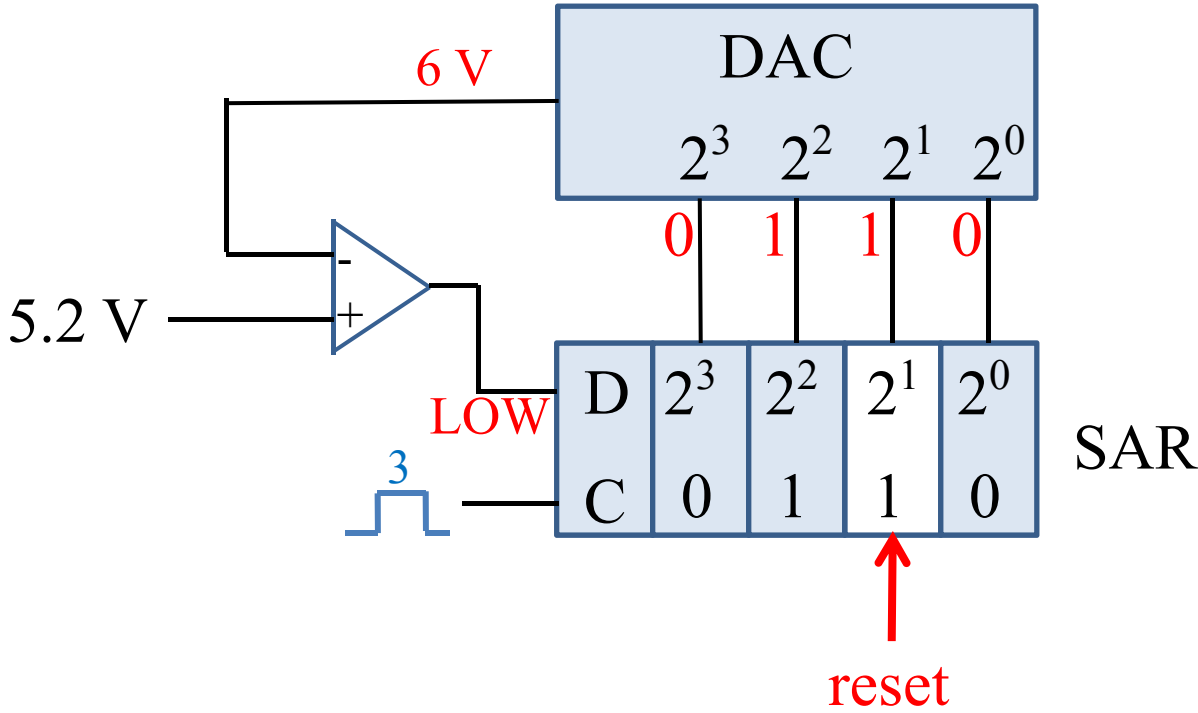 DAC
6 V
2³ 2² 2¹ 2⁰
0 1 1 0
-
+
5.2 V
D 2³ 2² 2¹ 2⁰
LOW
SAR
3
C 0 1 1 0
reset